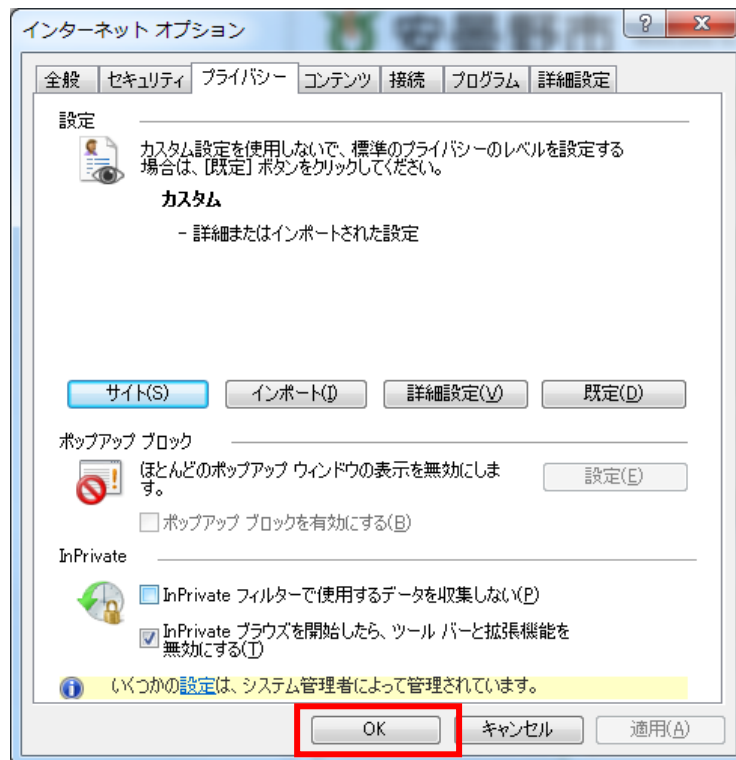 インターネット オプション
安曇野市
全般 セキュリティ プライバシー コンテンツ 接続 プログラム 詳細設定
設定
カスタム設定を使用しないで、標準のプライバシーのレベルを設定する
場合は、[既定] ボタンをクリックしてください。
カスタム
- 詳細またはインポートされた設定
サイト(S) インポート(I) 詳細設定(V) 既定(D)
ポップアップ ブロック
ほとんどのポップアップ ウィンドウの表示を無効にしま
す。
設定(E)
ポップアップ ブロックを有効にする(B)
InPrivate
InPrivate フィルターで使用するデータを収集しない(P)
InPrivate ブラウズを開始したら、ツール バーと拡張機能を
無効にする(T)
いくつかの設定は、システム管理者によって管理されています。
OK キャンセル 適用(A)